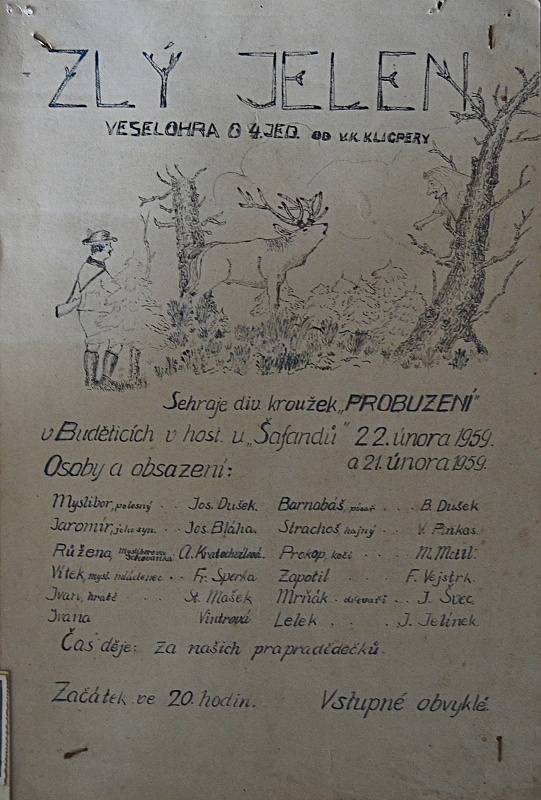 ZLÝ JELEN
VESELOHRA O 4.JED. OD V.K. KLICPERY
Sehraje div. kroužek „PROBUZENÍ"
v Buděticích v host. u „Šafandů" 22. února 1959.
a 21. února 1959.
Osoby a obsazení:
Myslibor, polesný . . Jos. Dušek.
Jaromír, jeho syn. . Jos. Bláha.
Růžena, Mysliborova schovanka A. Kratochvílová.
Vítek, mysl. mládenec . . Fr. Sperka
Ivan, hrabě St. Mašek
Ivana Vintrová
Barnabáš, písař . . B. Dušek
Strachoš hajný . . V. Pinkas.
Prokop, kočí . . . M.
Zapotil . . . F. Vejstrk.
Mrňák . . J. Švec.
Lelek . . . J. Jelínek.
Čas děje: za našich prapradědečků.
Začátek ve 20. hodin. Vstupné obvyklé.